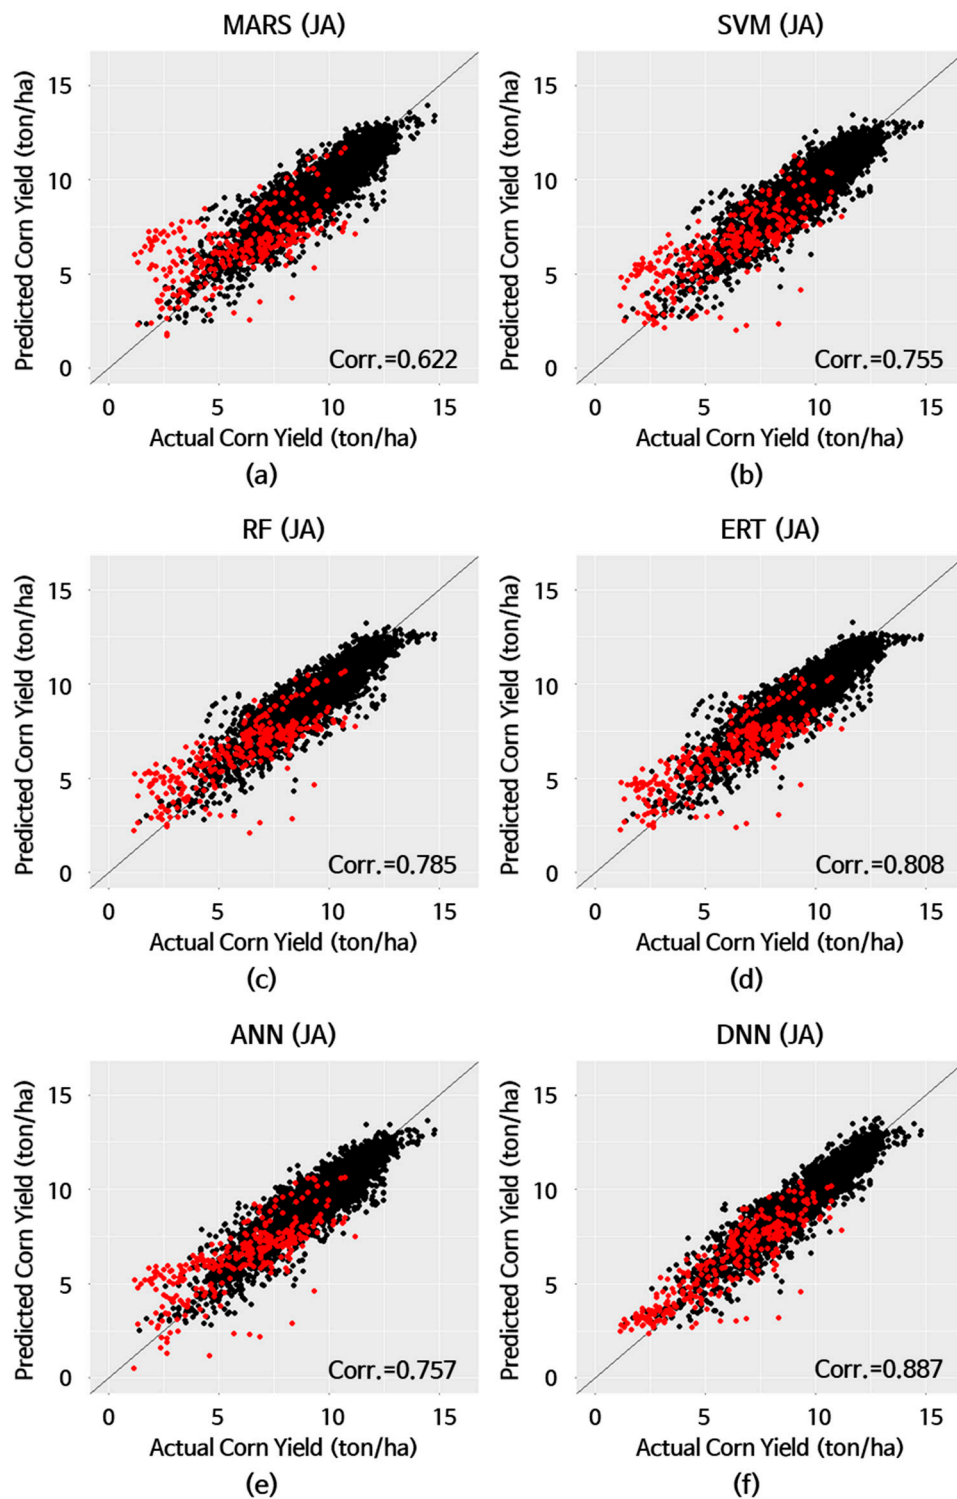 MARS (JA)
SVM (JA)
Predicted Corn Yield (ton/ha)
15
10
5
0
Corr.=0.622
0 5 10 15
Actual Corn Yield (ton/ha)
(a)
Predicted Corn Yield (ton/ha)
15
10
5
0
Corr.=0.755
0 5 10 15
Actual Corn Yield (ton/ha)
(b)
RF (JA)
ERT (JA)
Predicted Corn Yield (ton/ha)
15
10
5
0
Corr.=0.785
0 5 10 15
Actual Corn Yield (ton/ha)
(c)
Predicted Corn Yield (ton/ha)
15
10
5
0
Corr.=0.808
0 5 10 15
Actual Corn Yield (ton/ha)
(d)
ANN (JA)
DNN (JA)
Predicted Corn Yield (ton/ha)
15
10
5
0
Corr.=0.757
0 5 10 15
Actual Corn Yield (ton/ha)
(e)
Predicted Corn Yield (ton/ha)
15
10
5
0
Corr.=0.887
0 5 10 15
Actual Corn Yield (ton/ha)
(f)